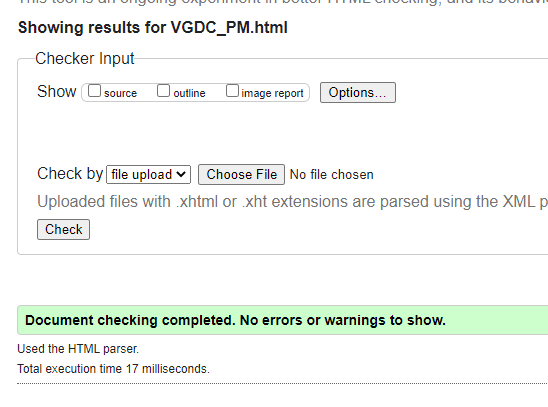 This tool is an ongoing experiment in better HTML checking, and its behavi
Showing results for VGDC_PM.html
Checker Input
Show source outline image report Options...
Check by file upload Choose File No file chosen
Uploaded files with .xhtml or .xht extensions are parsed using the XML p
Check
Document checking completed. No errors or warnings to show.
Used the HTML parser.
Total execution time 17 milliseconds.